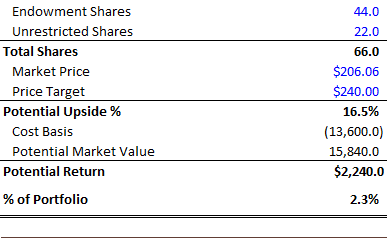 Endowment Shares 44.0
Unrestricted Shares 22.0
Total Shares 66.0
Market Price $206.06
Price Target $240.00
Potential Upside % 16.5%
Cost Basis (13,600.0)
Potential Market Value 15,840.0
Potential Return $2,240.0
% of Portfolio 2.3%